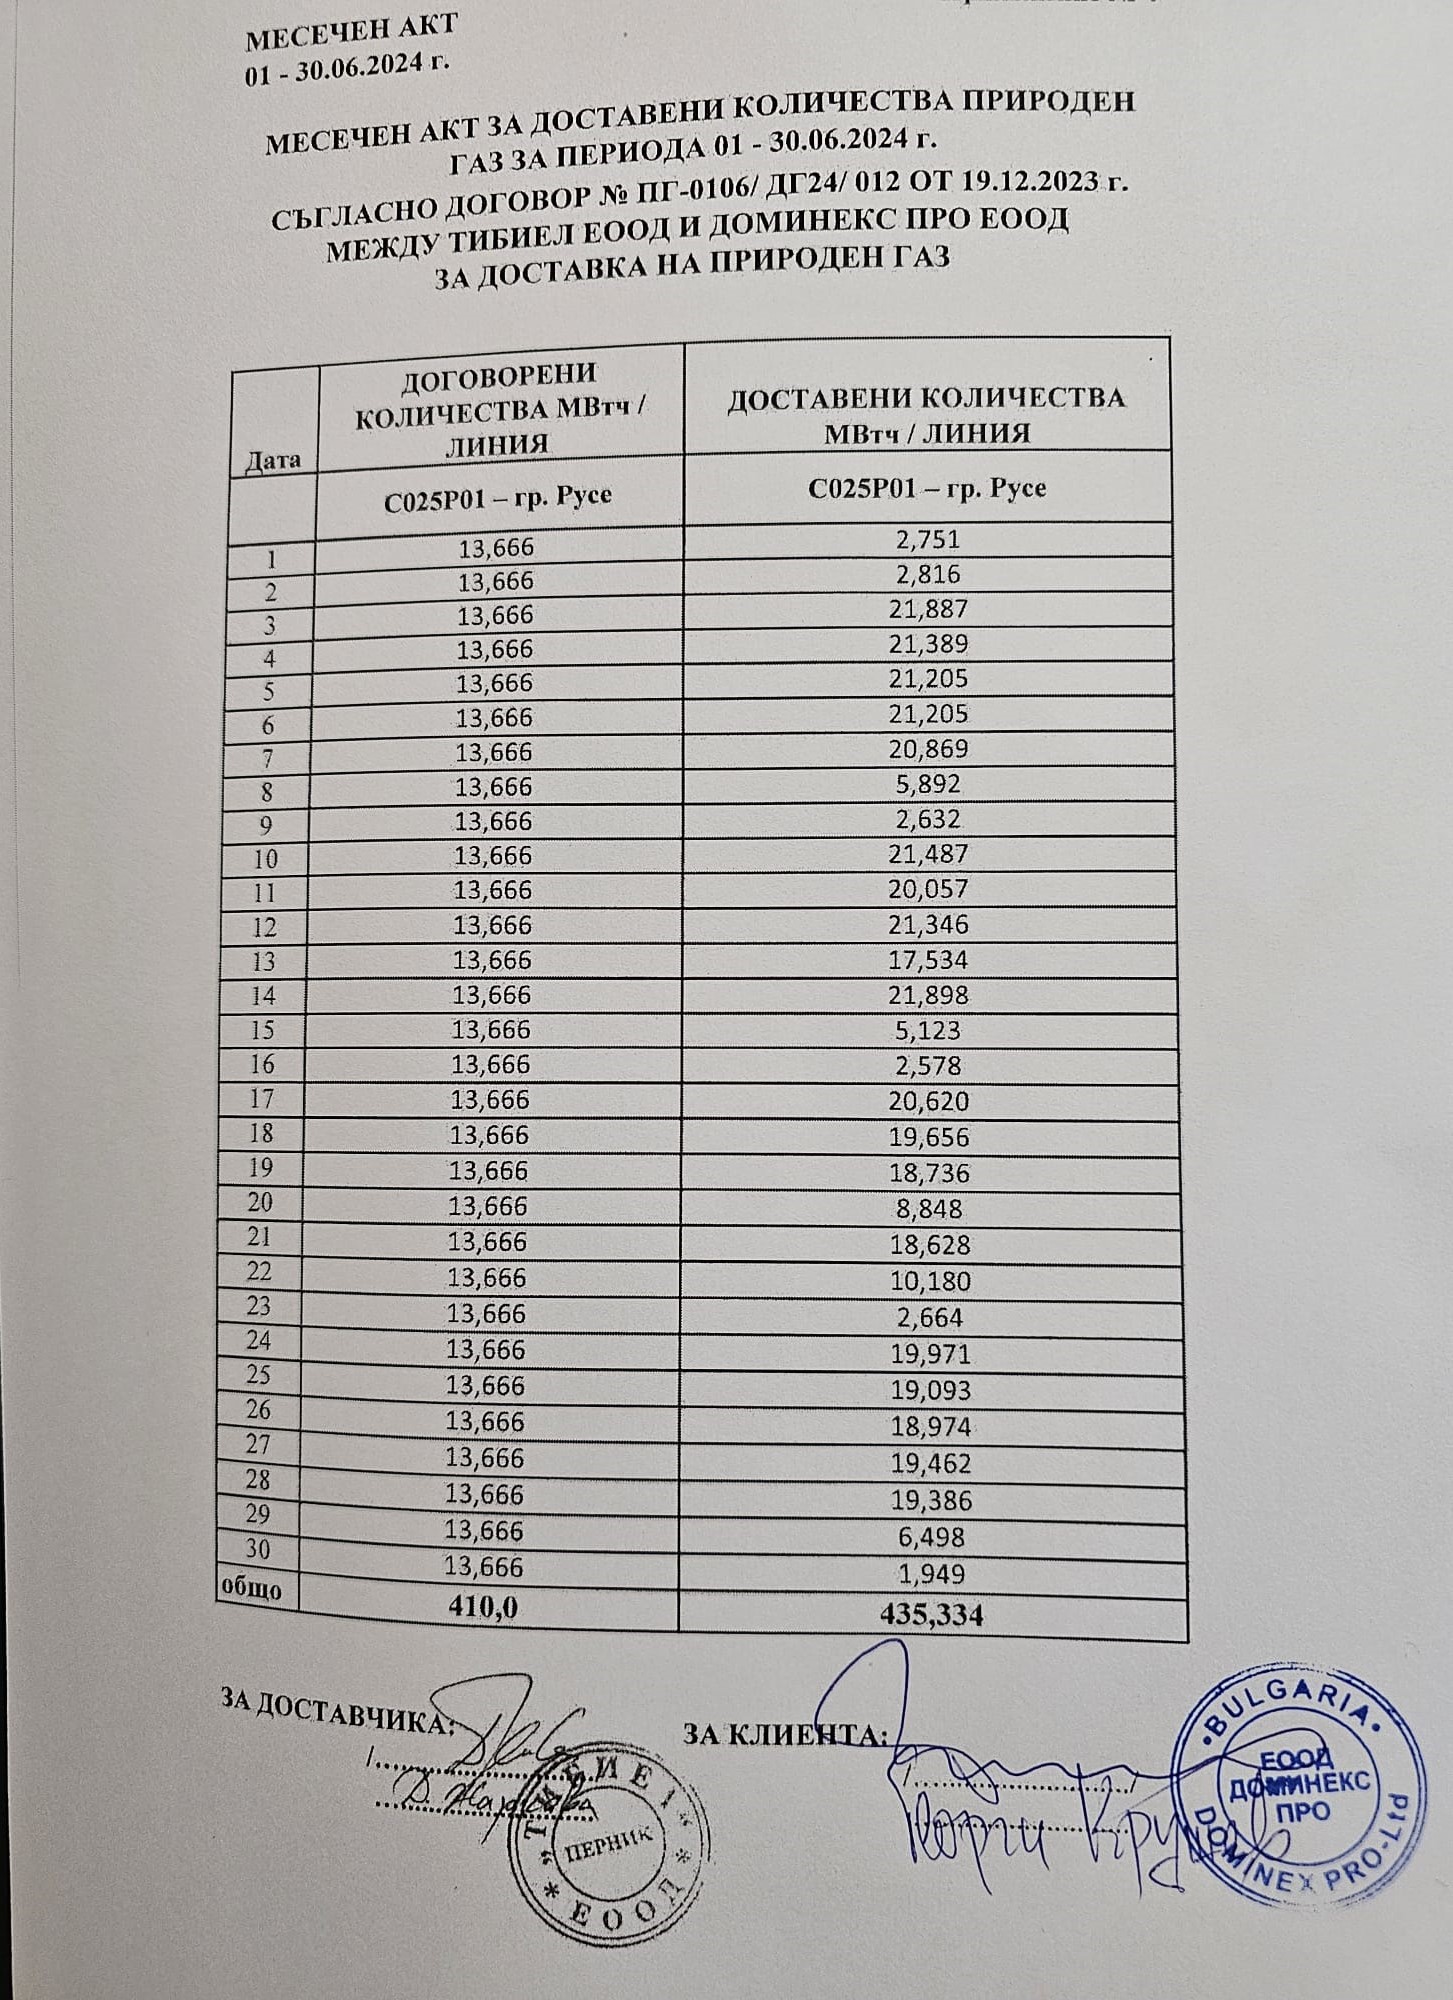 МЕСЕЧЕН АКТ
01 - 30.06.2024 г.
МЕСЕЧЕН АКТ ЗА ДОСТАВЕНИ КОЛИЧЕСТВА ПРИРОДЕН
ГАЗ ЗА ПЕРИОДА 01 - 30.06.2024 г.
СЪГЛАСНО ДОГОВОР № ПГ-0106/ ДГ24/ 012 ОТ 19.12.2023 г.
МЕЖДУ ТИБИЕЛ ЕООД И ДОМИНЕКС ПРО ЕООД
ЗА ДОСТАВКА НА ПРИРОДЕН ГАЗ
Дата ДОГОВОРЕНИ КОЛИЧЕСТВА МВтч / ЛИНИЯ ДОСТАВЕНИ КОЛИЧЕСТВА МВтч / ЛИНИЯ
C025P01 – гр. Русе C025P01 – гр. Русе
1 13,666 2,751
2 13,666 2,816
3 13,666 21,887
4 13,666 21,389
5 13,666 21,205
6 13,666 21,205
7 13,666 20,869
8 13,666 5,892
9 13,666 2,632
10 13,666 21,487
11 13,666 20,057
12 13,666 21,346
13 13,666 17,534
14 13,666 21,898
15 13,666 5,123
16 13,666 2,578
17 13,666 20,620
18 13,666 19,656
19 13,666 18,736
20 13,666 8,848
21 13,666 18,628
22 13,666 10,180
23 13,666 2,664
24 13,666 19,971
25 13,666 19,093
26 13,666 18,974
27 13,666 19,462
28 13,666 19,386
29 13,666 6,498
30 13,666 1,949
общо 410,0 435,334
ЗА ДОСТАВЧИКА: ЗА КЛИЕНТА:
"ТИБИЕЛ" ЕООД
ПЕРНИК
Георги
BULGARIA
ЕООД
ДОМИНЕКС
ПРО
DOMINEX PRO-Ltd